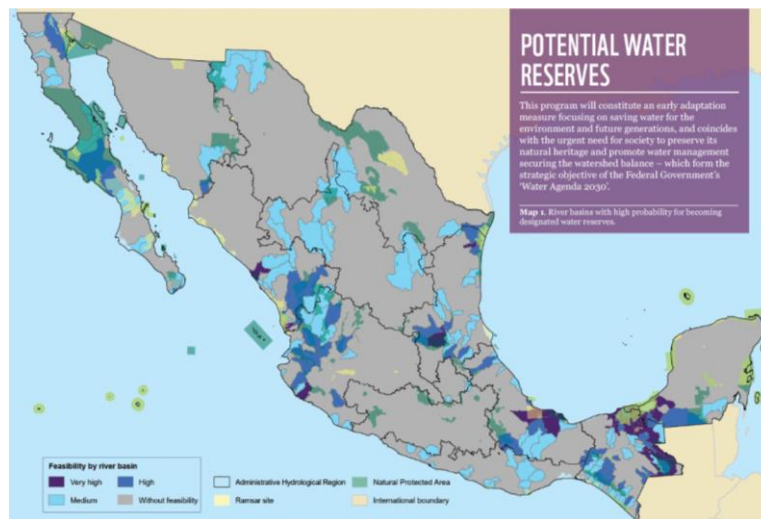 POTENTIAL WATER
RESERVES
This program will constitute an early adaptation
measure focusing on saving water for the
environment and future generations, and coincides
with the urgent need for society to preserve its
natural heritage and promote water management
securing the watershed balance – which form the
strategic objective of the Federal Government's
'Water Agenda 2030'.
Map 1. River basins with high probability for becoming
designated water reserves.
Feasibility by river basin
Very high
High
Administrative Hydrological Region
Natural Protected Area
Medium
Without feasibility
Ramsar site
International boundary